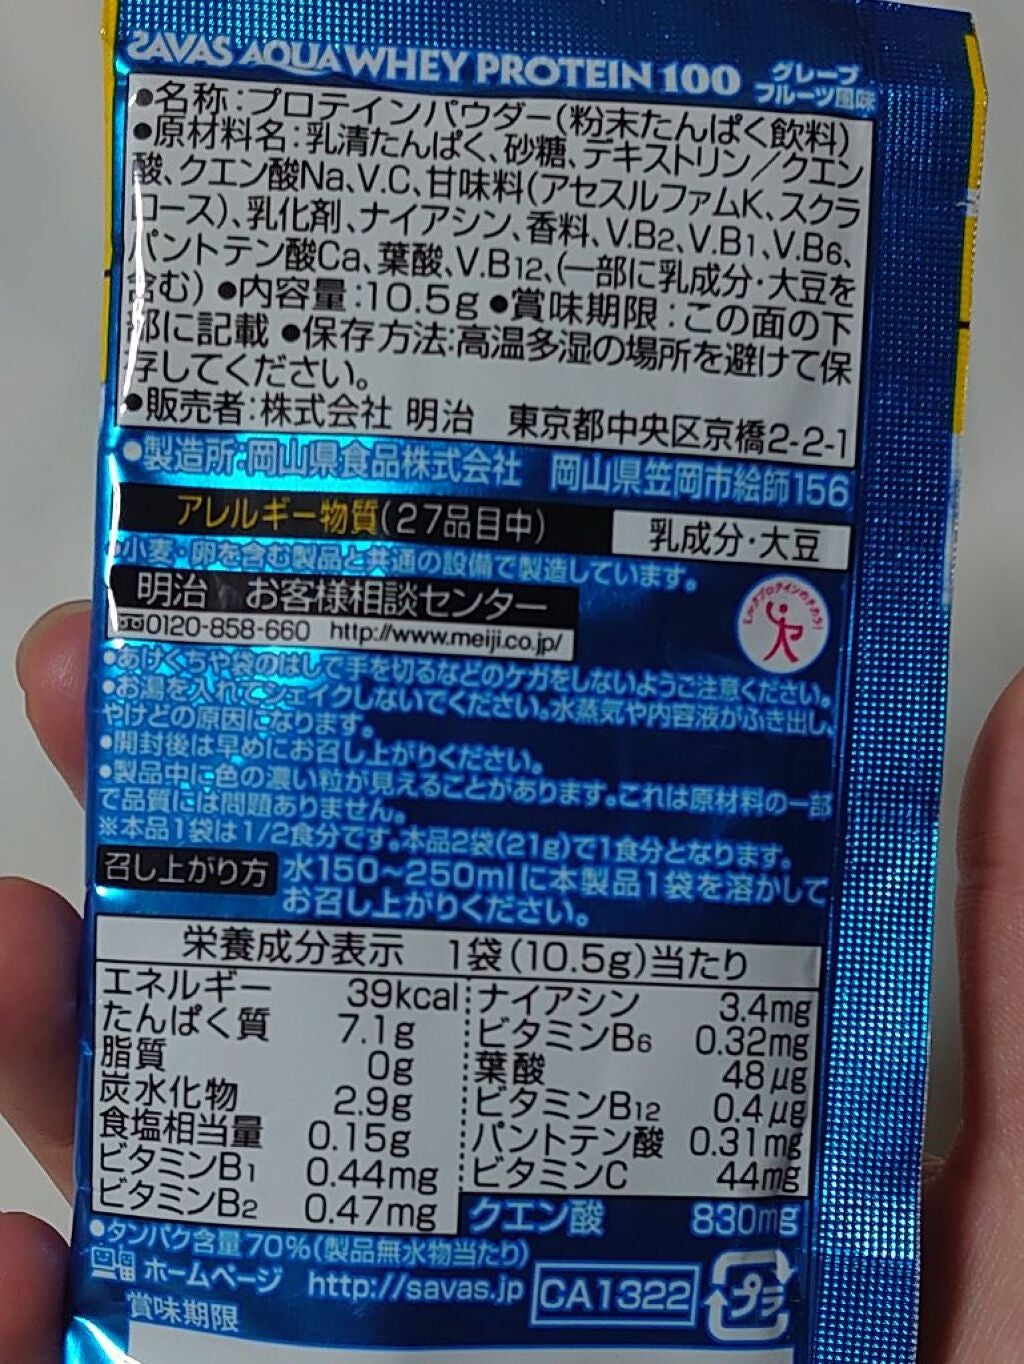 SAVAS AQUA WHEY PROTEIN 100 グレープ
フルーツ風味
●名称:プロテインパウダー(粉末たんぱく飲料)
●原材料名:乳清たんぱく、砂糖、デキストリン/クエン
酸、クエン酸Na、V.C、甘味料(アセスルファムK、スクラ
ロース)、乳化剤、ナイアシン、香料、V.B2、V.B1、V.B6、
パントテン酸Ca、葉酸、V.B12、(一部に乳成分・大豆を
含む) ●内容量:10.5g ●賞味期限:この面の下
部に記載 ●保存方法:高温多湿の場所を避けて保
存してください。
●販売者:株式会社 明治 東京都中央区京橋2-2-1
●製造所:岡山県食品株式会社 岡山県笠岡市絵師156
アレルギー物質(27品目中) 乳成分・大豆
●小麦・卵を含む製品と共通の設備で製造しています。
明治 お客様相談センター
0120-858-660 http://www.meiji.co.jp/
●あけくちや袋のはしで手を切るなどのケガをしないようご注意ください。
●お湯を入れてシェイクしないでください。水蒸気や内容液がふき出し、
やけどの原因になります。
●開封後は早めにお召し上がりください。
●製品中に色の濃い粒が見えることがあります。これは原材料の一部
で品質には問題ありません。
※本品1袋は1/2食分です。本品2袋(21g)で1食分となります。
召し上がり方 水150~250mlに本製品1袋を溶かして
お召し上がりください。
栄養成分表示 1袋(10.5g)当たり
エネルギー 39kcal
たんぱく質 7.1g
脂質 0g
炭水化物 2.9g
食塩相当量 0.15g
ビタミンB1 0.44mg
ビタミンB2 0.47mg
ナイアシン 3.4mg
ビタミンB6 0.32mg
葉酸 48μg
ビタミンB12 0.4μg
パントテン酸 0.31mg
ビタミンC 44mg
クエン酸 830mg
●タンパク含量70%(製品無水物当たり)
ホームページ http://savas.jp
CA1322
プラ
賞味期限